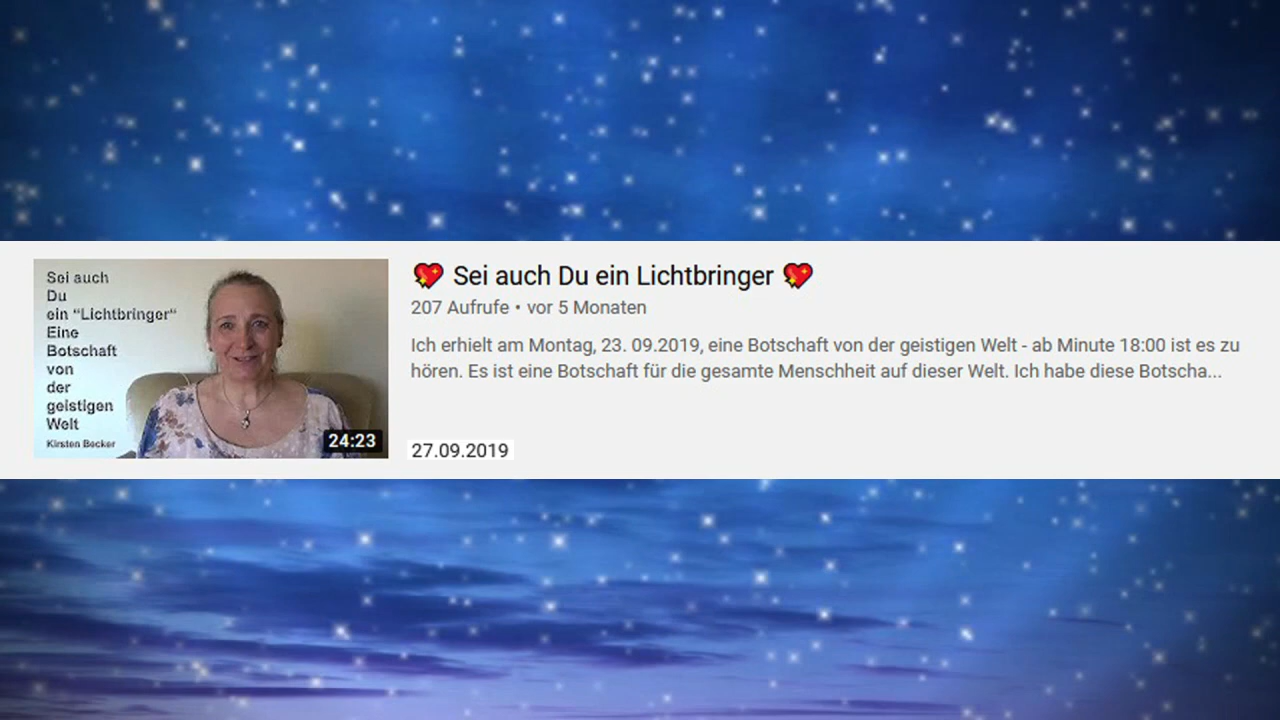 Sei auch
Du
ein “Lichtbringer“
Eine
Botschaft
von
der
geistigen
Welt
Kirsten Becker
24:23
💖 Sei auch Du ein Lichtbringer 💖
207 Aufrufe • vor 5 Monaten
Ich erhielt am Montag, 23. 09.2019, eine Botschaft von der geistigen Welt - ab Minute 18:00 ist es zu
hören. Es ist eine Botschaft für die gesamte Menschheit auf dieser Welt. Ich habe diese Botscha...
27.09.2019